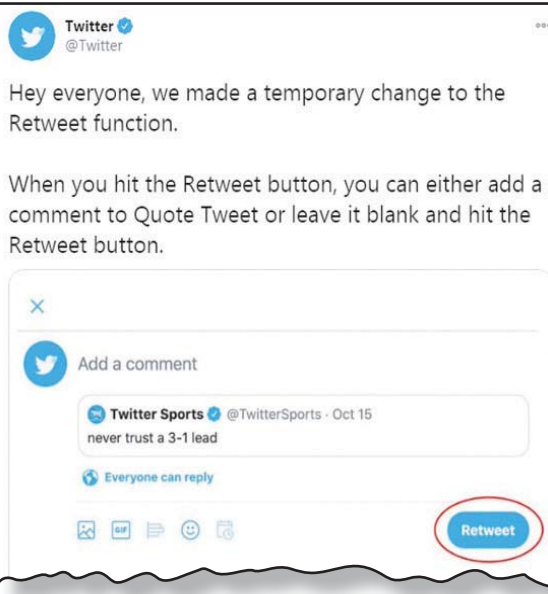 Twitter
@Twitter
Hey everyone, we made a temporary change to the
Retweet function.
When you hit the Retweet button, you can either add a
comment to Quote Tweet or leave it blank and hit the
Retweet button.
Add a comment
Twitter Sports @TwitterSports · Oct 15
never trust a 3-1 lead
Everyone can reply
GIF
Retweet